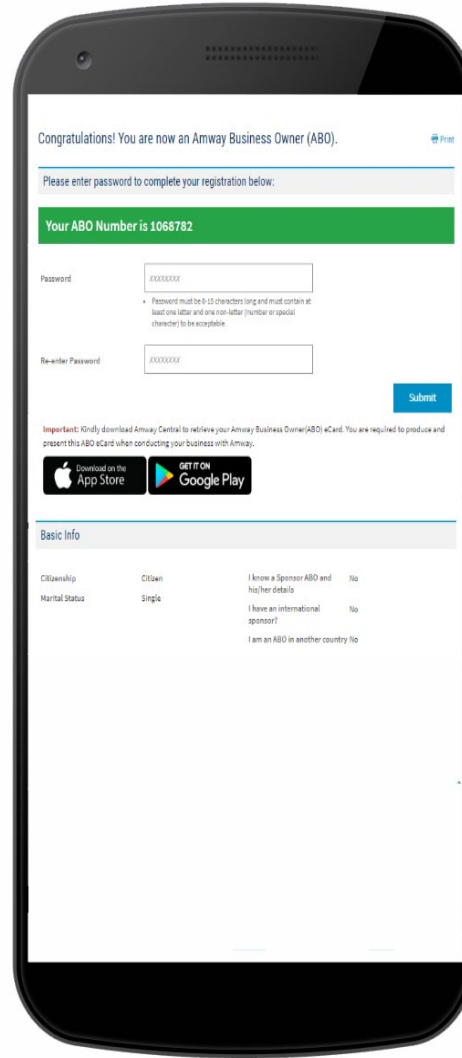 Congratulations! You are now an Amway Business Owner (ABO).
Print
Please enter password to complete your registration below:
Your ABO Number is 1068782
Password
XXXXXXXX
• Password must be 8-15 characters long and must contain at
least one letter and one non-letter (number or special
character) to be acceptable.
Re-enter Password
XXXXXXXX
Submit
Important: Kindly download Amway Central to retrieve your Amway Business Owner(ABO) eCard. You are required to produce and
present this ABO eCard when conducting your business with Amway.
Download on the
App Store
GET IT ON
Google Play
Basic Info
Citizenship Citizen
Marital Status Single
I know a Sponsor ABO and No
his/her details
I have an international No
sponsor?
I am an ABO in another country No